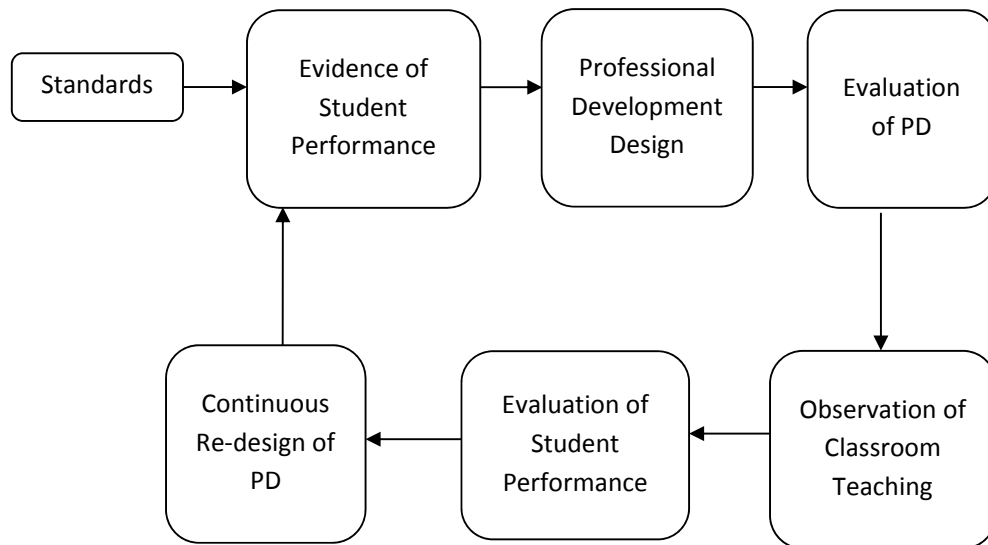 Standards
Evidence of
Student
Performance
Professional
Development
Design
Evaluation
of PD
Observation of
Classroom
Teaching
Evaluation of
Student
Performance
Continuous
Re-design of
PD